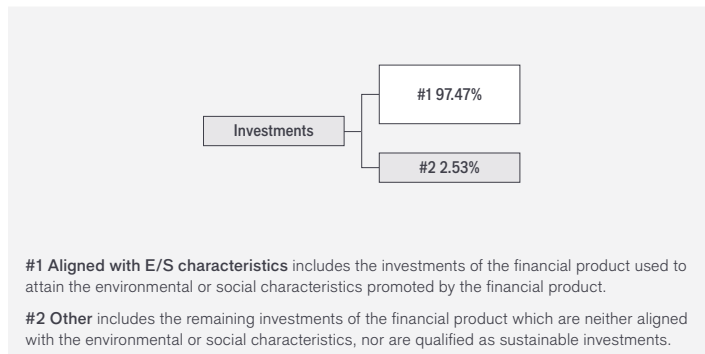 #1 97.47%
Investments
#2 2.53%
#1 Aligned with E/S characteristics includes the investments of the financial product used to
attain the environmental or social characteristics promoted by the financial product.
#2 Other includes the remaining investments of the financial product which are neither aligned
with the environmental or social characteristics, nor are qualified as sustainable investments.